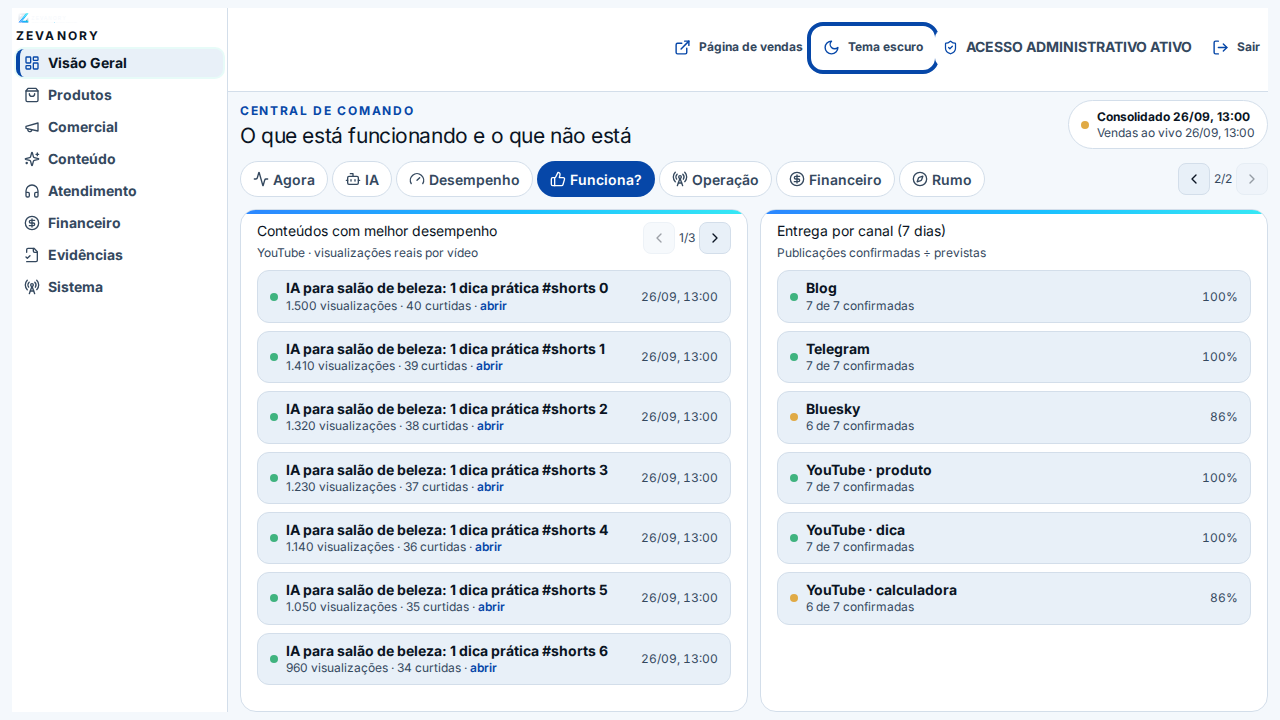 ZEVANORY
Visão Geral
Produtos
Comercial
Conteúdo
Atendimento
Financeiro
Evidências
Sistema
Página de vendas
Tema escuro
ACESSO ADMINISTRATIVO ATIVO
Sair
CENTRAL DE COMANDO
O que está funcionando e o que não está
Consolidado 26/09, 13:00
Vendas ao vivo 26/09, 13:00
Agora
IA
Desempenho
Funciona?
Operação
Financeiro
Rumo
2/2
Conteúdos com melhor desempenho
YouTube · visualizações reais por vídeo
1/3
IA para salão de beleza: 1 dica prática #shorts 0
1.500 visualizações · 40 curtidas · abrir
26/09, 13:00
IA para salão de beleza: 1 dica prática #shorts 1
1.410 visualizações · 39 curtidas · abrir
26/09, 13:00
IA para salão de beleza: 1 dica prática #shorts 2
1.320 visualizações · 38 curtidas · abrir
26/09, 13:00
IA para salão de beleza: 1 dica prática #shorts 3
1.230 visualizações · 37 curtidas · abrir
26/09, 13:00
IA para salão de beleza: 1 dica prática #shorts 4
1.140 visualizações · 36 curtidas · abrir
26/09, 13:00
IA para salão de beleza: 1 dica prática #shorts 5
1.050 visualizações · 35 curtidas · abrir
26/09, 13:00
IA para salão de beleza: 1 dica prática #shorts 6
960 visualizações · 34 curtidas · abrir
26/09, 13:00
Entrega por canal (7 dias)
Publicações confirmadas ÷ previstas
Blog
7 de 7 confirmadas
100%
Telegram
7 de 7 confirmadas
100%
Bluesky
6 de 7 confirmadas
86%
YouTube · produto
7 de 7 confirmadas
100%
YouTube · dica
7 de 7 confirmadas
100%
YouTube · calculadora
6 de 7 confirmadas
86%